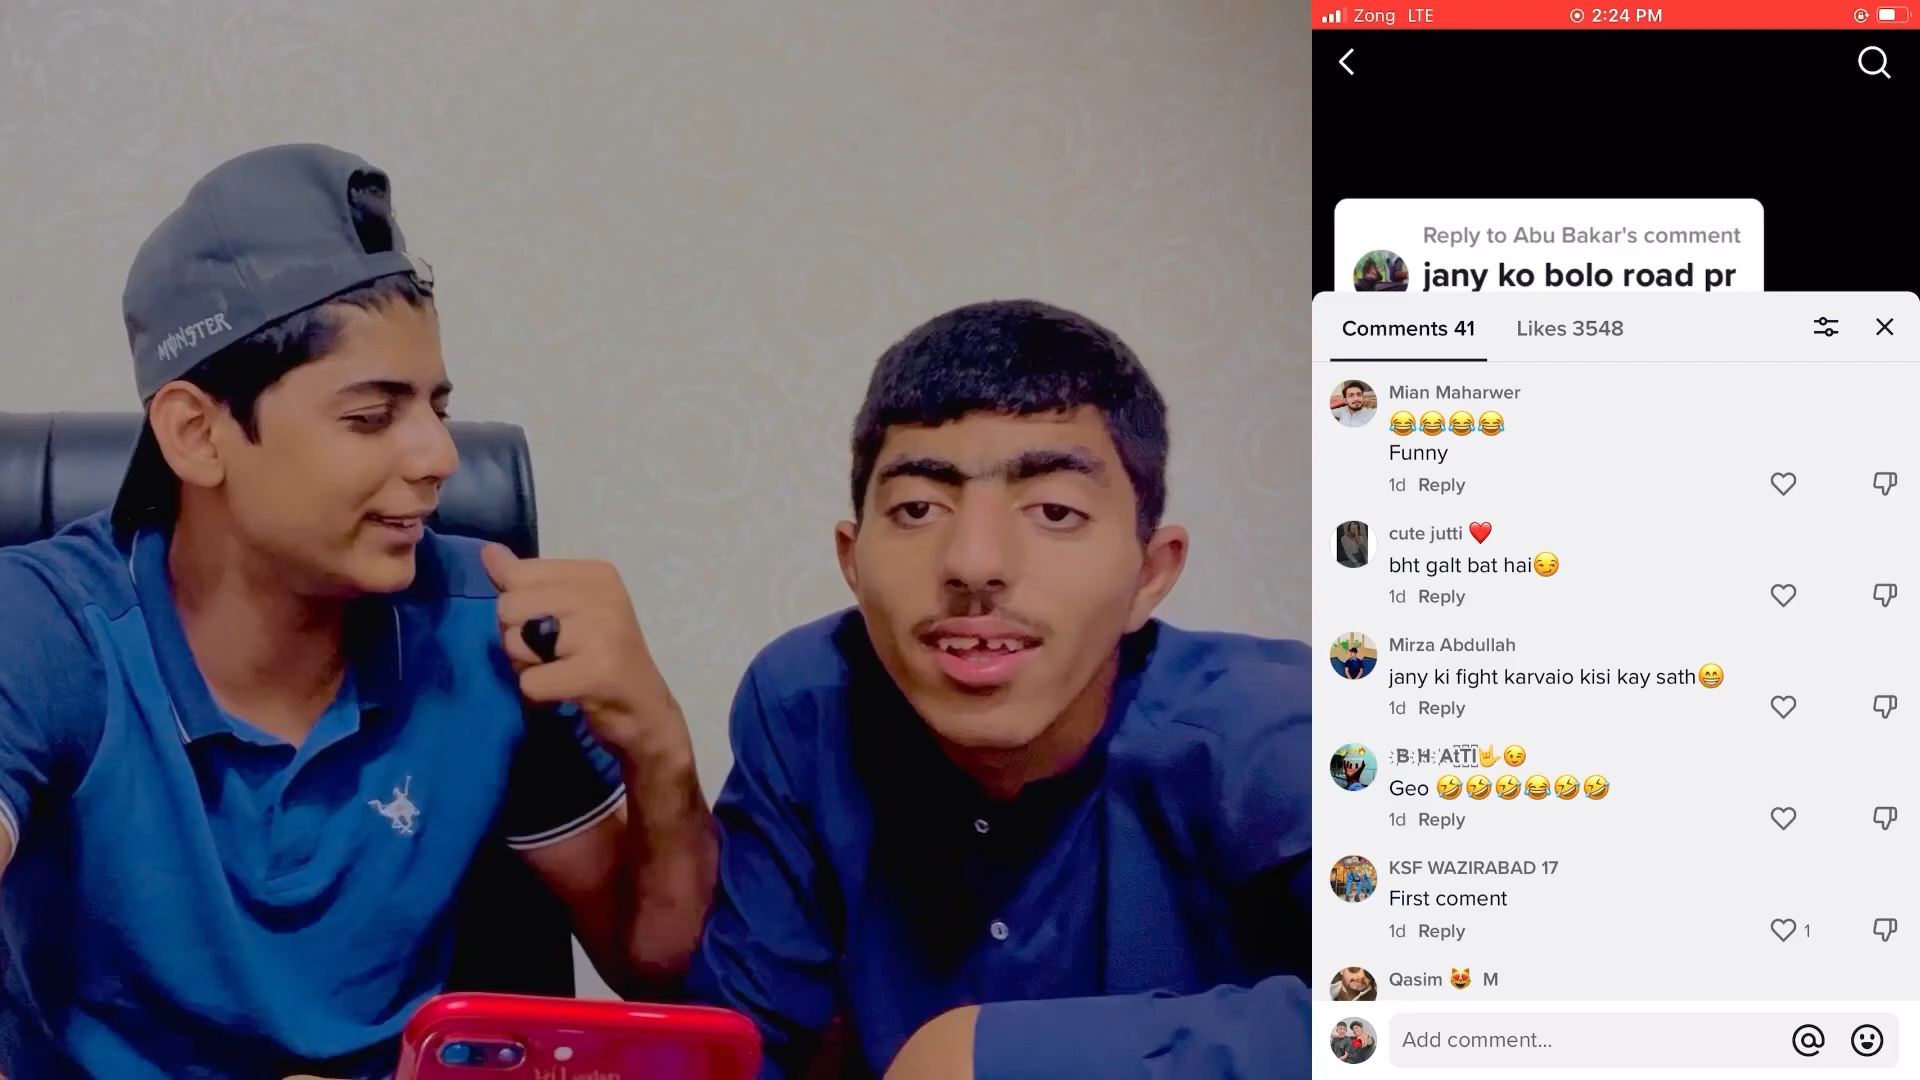 MONSTER
Zong LTE 2:24 PM
Reply to Abu Bakar's comment
jany ko bolo road pr
Comments 41 Likes 3548
Mian Maharwer
😂😂😂😂
Funny
1d Reply
cute jutti ❤️
bht galt bat hai😏
1d Reply
Mirza Abdullah
jany ki fight karvaio kisi kay sath😁
1d Reply
BHAtTI🤟😉
Geo 🤣🤣🤣😂🤣🤣
1d Reply
KSF WAZIRABAD 17
First coment
1d Reply 1
Qasim 😻 M
Add comment...